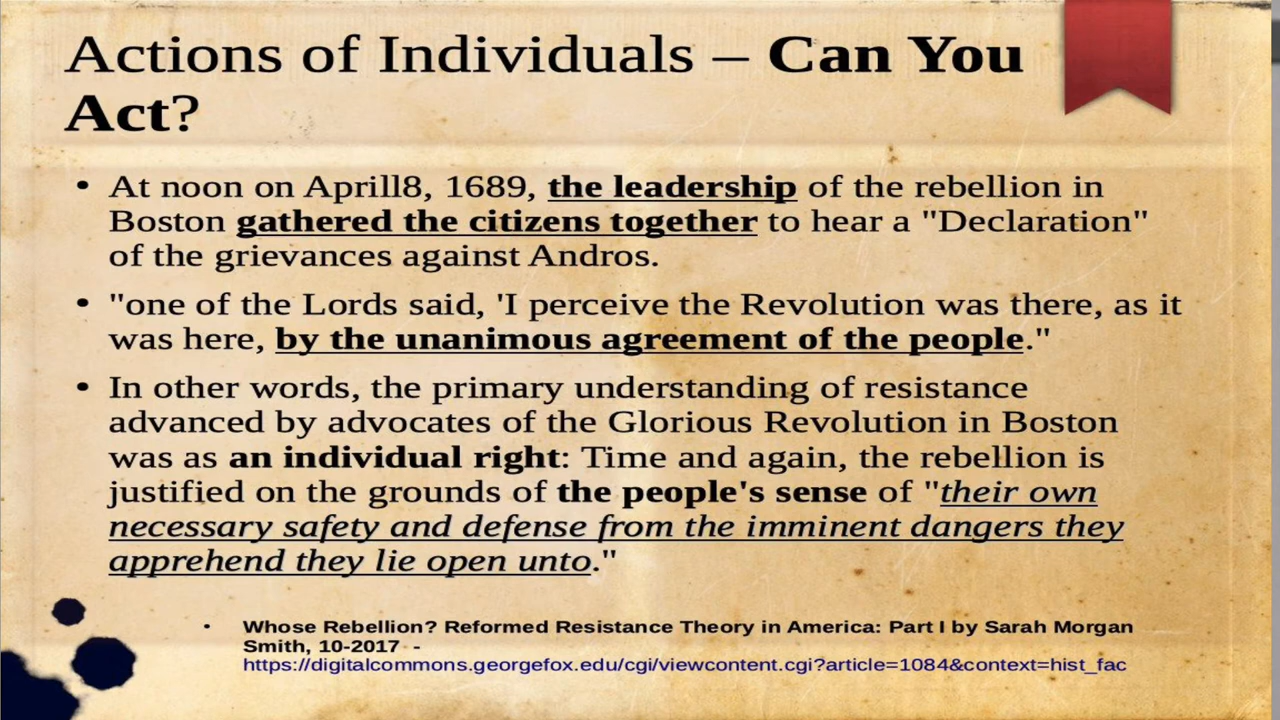 Actions of Individuals – Can You
Act?
• At noon on Aprill8, 1689, the leadership of the rebellion in
Boston gathered the citizens together to hear a "Declaration"
of the grievances against Andros.
• "one of the Lords said, 'I perceive the Revolution was there, as it
was here, by the unanimous agreement of the people."
• In other words, the primary understanding of resistance
advanced by advocates of the Glorious Revolution in Boston
was as an individual right: Time and again, the rebellion is
justified on the grounds of the people's sense of "their own
necessary safety and defense from the imminent dangers they
apprehend they lie open unto."
• Whose Rebellion? Reformed Resistance Theory in America: Part I by Sarah Morgan
Smith, 10-2017 -
https://digitalcommons.georgefox.edu/cgi/viewcontent.cgi?article=1084&context=hist_fac